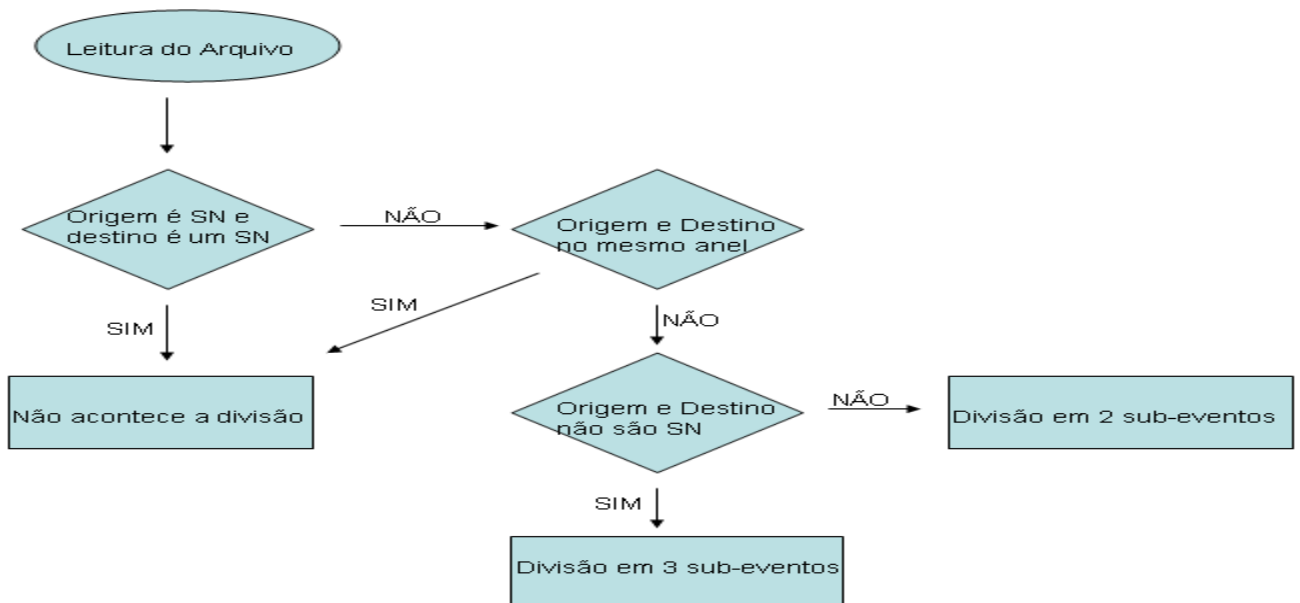 Leitura do Arquivo
Origem é SN e
destino é um SN
NÃO
Origem e Destino
no mesmo anel
SIM
SIM
NÃO
Não acontece a divisão
Origem e Destino
não são SN
NÃO
Divisão em 2 sub-eventos
SIM
Divisão em 3 sub-eventos